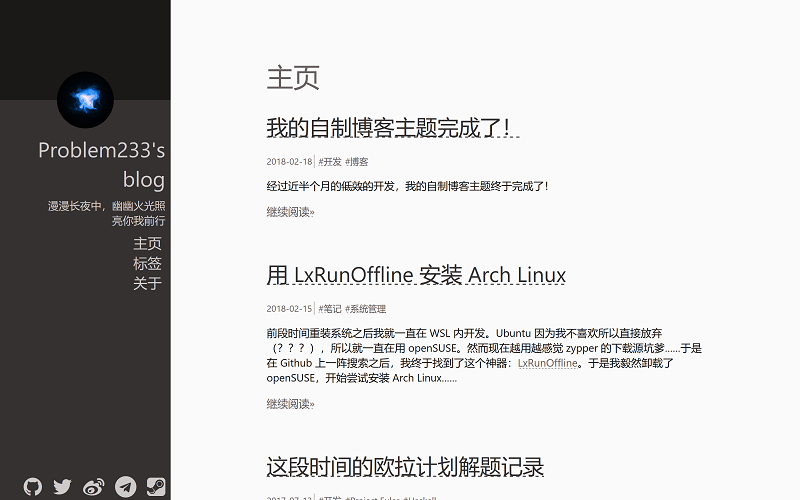 Problem233's
blog
漫漫长夜中，幽幽火光照
亮你我前行
主页
标签
关于
主页
我的自制博客主题完成了！
2018-02-18 #开发 #博客
经过近半个月的低效的开发，我的自制博客主题终于完成了！
继续阅读»
用 LxRunOffline 安装 Arch Linux
2018-02-15 #笔记 #系统管理
前段时间重装系统之后我就一直在 WSL 内开发。Ubuntu 因为我不喜欢所以直接放弃
（？？？），所以就一直在用 openSUSE。然而现在越用越感觉 zypper 的下载源坑爹......于是
在 Github 上一阵搜索之后，我终于找到了这个神器：LxRunOffline。于是我毅然卸载了
openSUSE，开始尝试安装 Arch Linux......
继续阅读»
这段时间的欧拉计划解题记录
2017-07-12 #开发 #Project Euler #Haskell